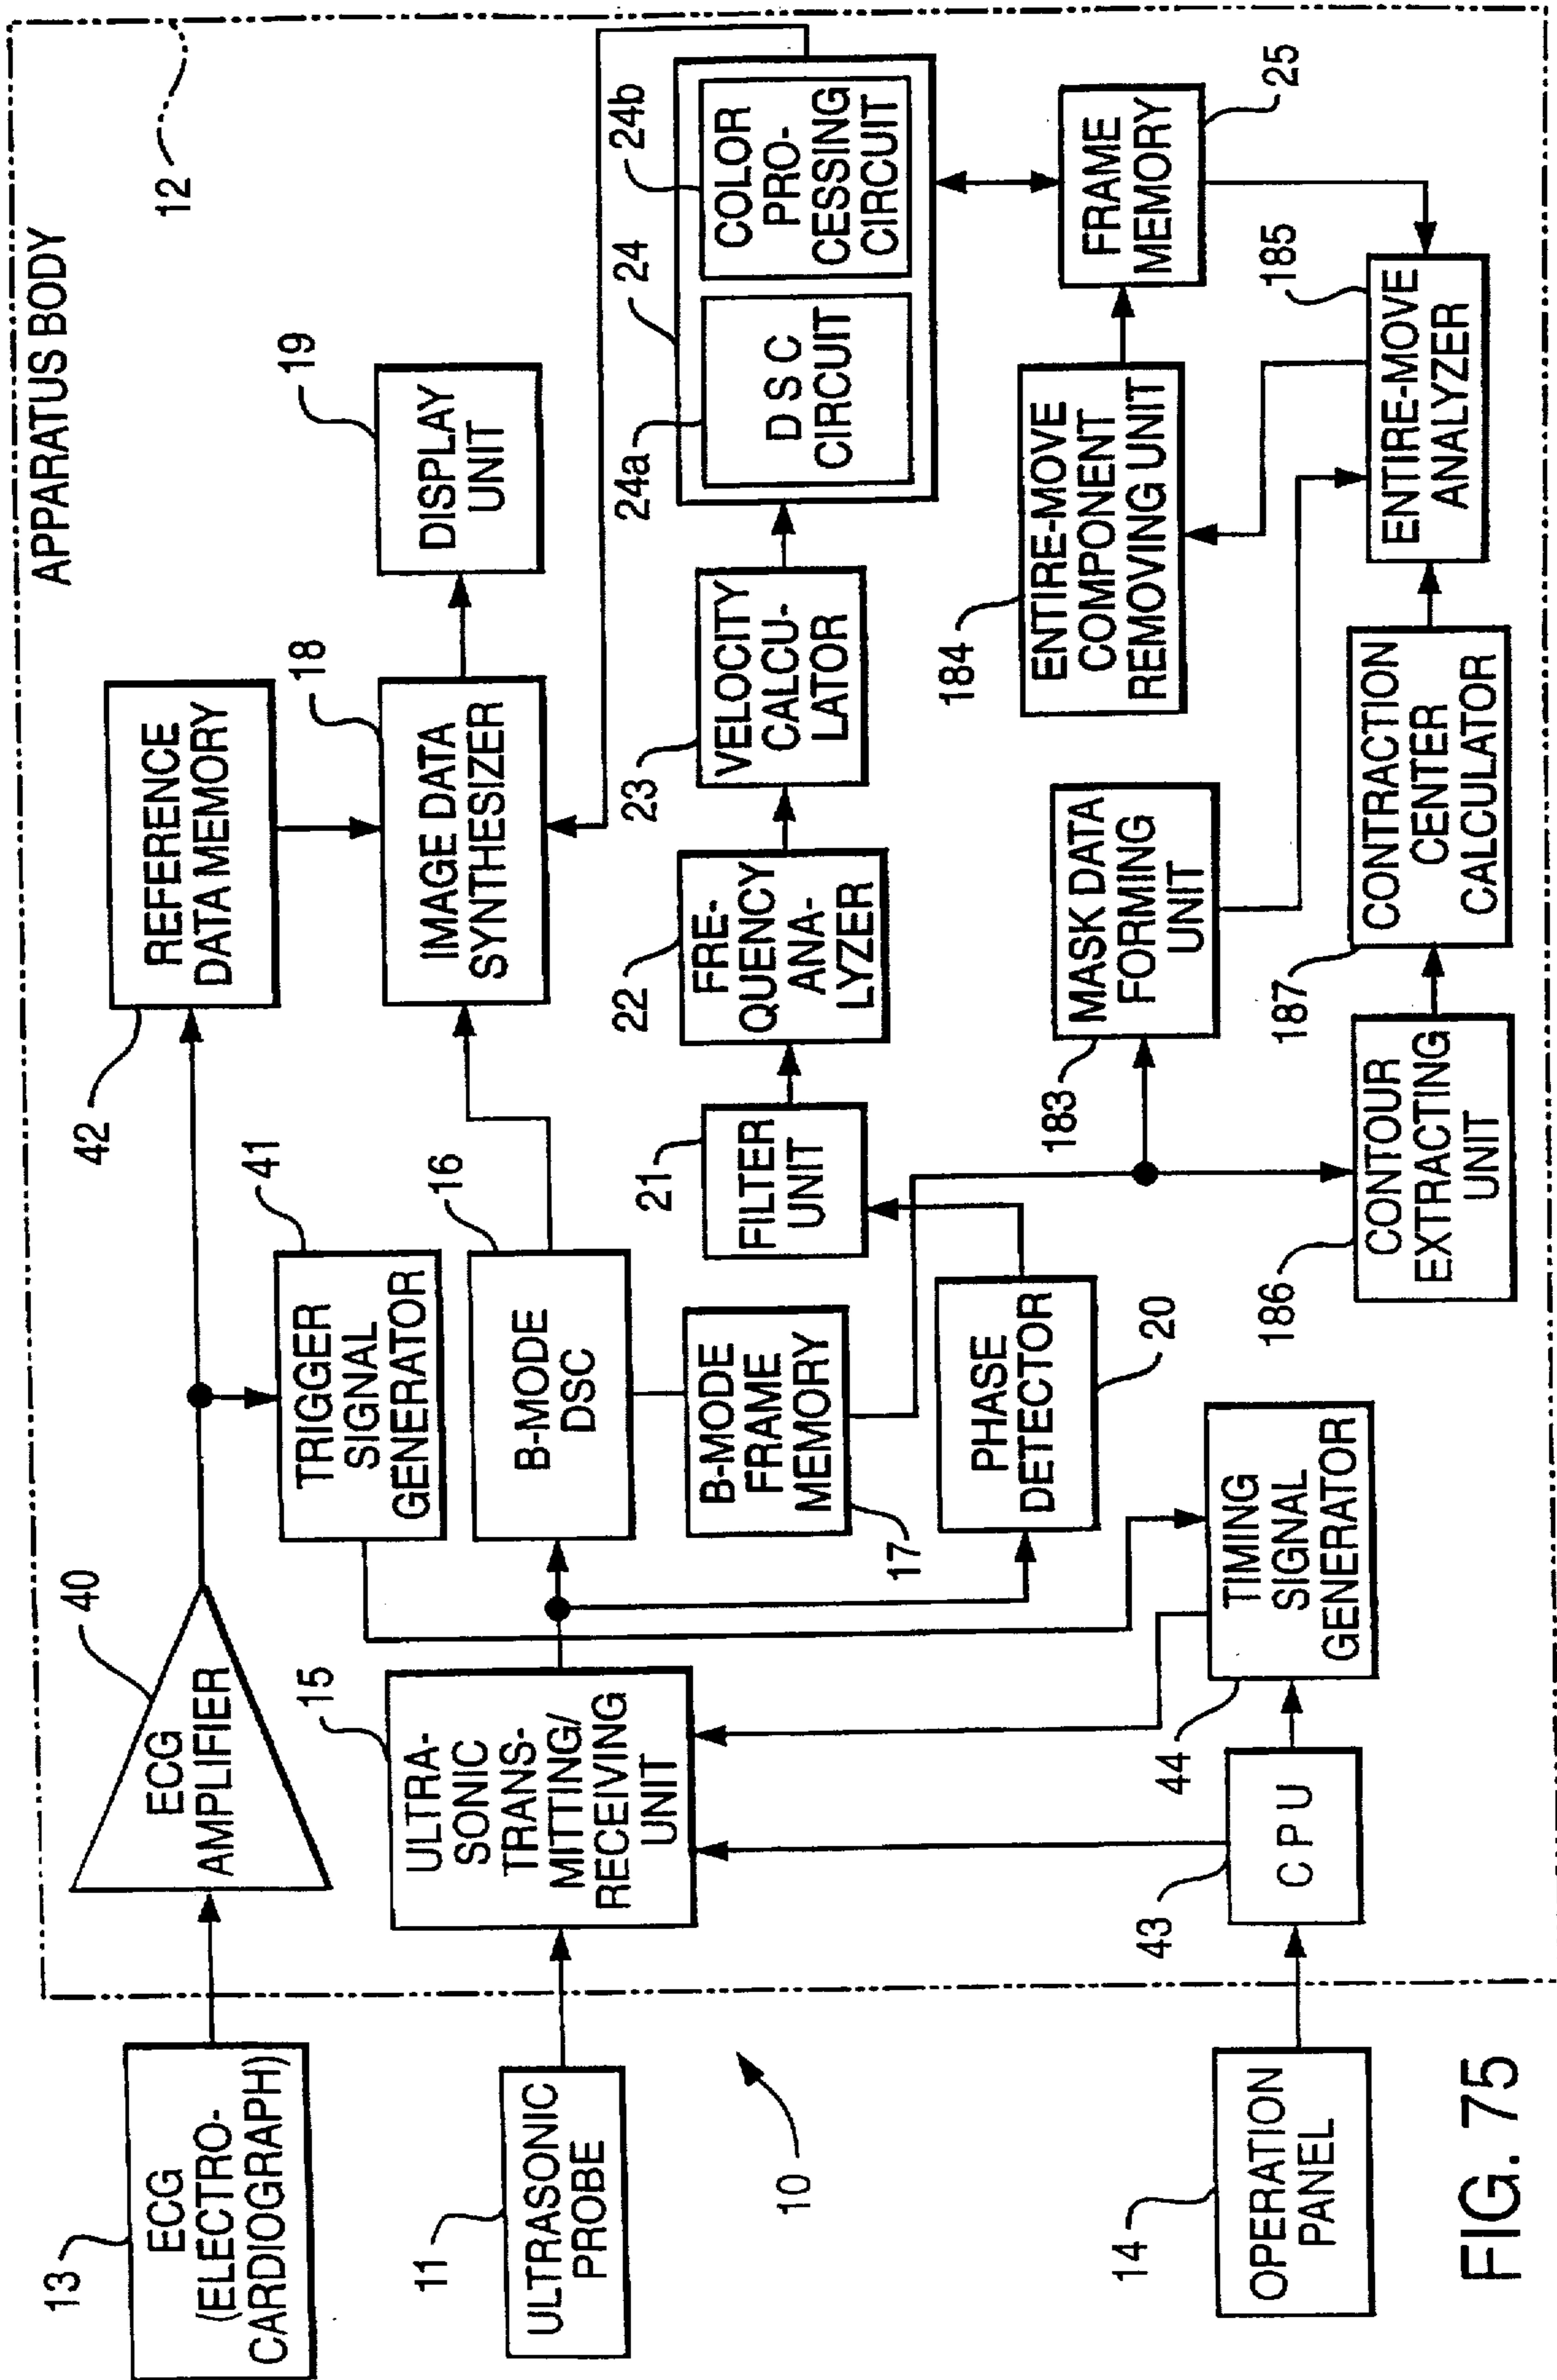 APPARATUS BODY
12
13
ECG
(ELECTRO-
CARDIOGRAPH)
40
ECG
AMPLIFIER
42
REFERENCE
DATA MEMORY
41
TRIGGER
SIGNAL
GENERATOR
11
ULTRASONIC
PROBE
15
ULTRA-
SONIC
TRANS-
MITTING/
RECEIVING
UNIT
16
B-MODE
DSC
18
IMAGE DATA
SYNTHESIZER
19
DISPLAY
UNIT
17
B-MODE
FRAME
MEMORY
21
FILTER
UNIT
22
FRE-
QUENCY
ANA-
LYZER
23
VELOCITY
CALCU-
LATOR
24
24a
D S C
CIRCUIT
24b
COLOR
PRO-
CESSING
CIRCUIT
10
20
PHASE
DETECTOR
183
MASK DATA
FORMING
UNIT
184
ENTIRE-MOVE
COMPONENT
REMOVING UNIT
25
FRAME
MEMORY
14
OPERATION
PANEL
43
C P U
44
TIMING
SIGNAL
GENERATOR
186
CONTOUR
EXTRACTING
UNIT
187
CONTRACTION
CENTER
CALCULATOR
185
ENTIRE-MOVE
ANALYZER
FIG. 75